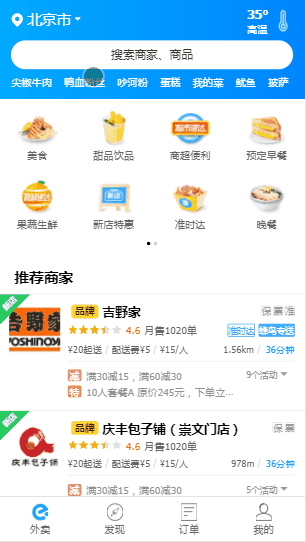 北京市
35°
高温
搜索商家、商品
尖椒牛肉 鸭血粉丝 吵河粉 蛋糕 我的菜 鱿鱼 披萨
美食 甜品饮品 商超便利 预定早餐
果蔬生鲜 新店特惠 准时达 晚餐
推荐商家
新店
吉野家
YOSHINOYA
品牌 吉野家 保 票 准
4.6 月售1020单 准时达 蜂鸟专送
¥20起送 / 配送费¥5 / ¥15/人 1.56km / 36分钟
减 满30减15，满60减30 9个活动
特 10人套餐A 原价245元，下单立…
新店
庆丰包子铺
品牌 庆丰包子铺（崇文门店） 保 票
4.6 月售1020单
¥20起送 / 配送费¥5 / ¥15/人 978m / 36分钟
减 满30减15，满60减30 5个活动
外卖 发现 订单 我的